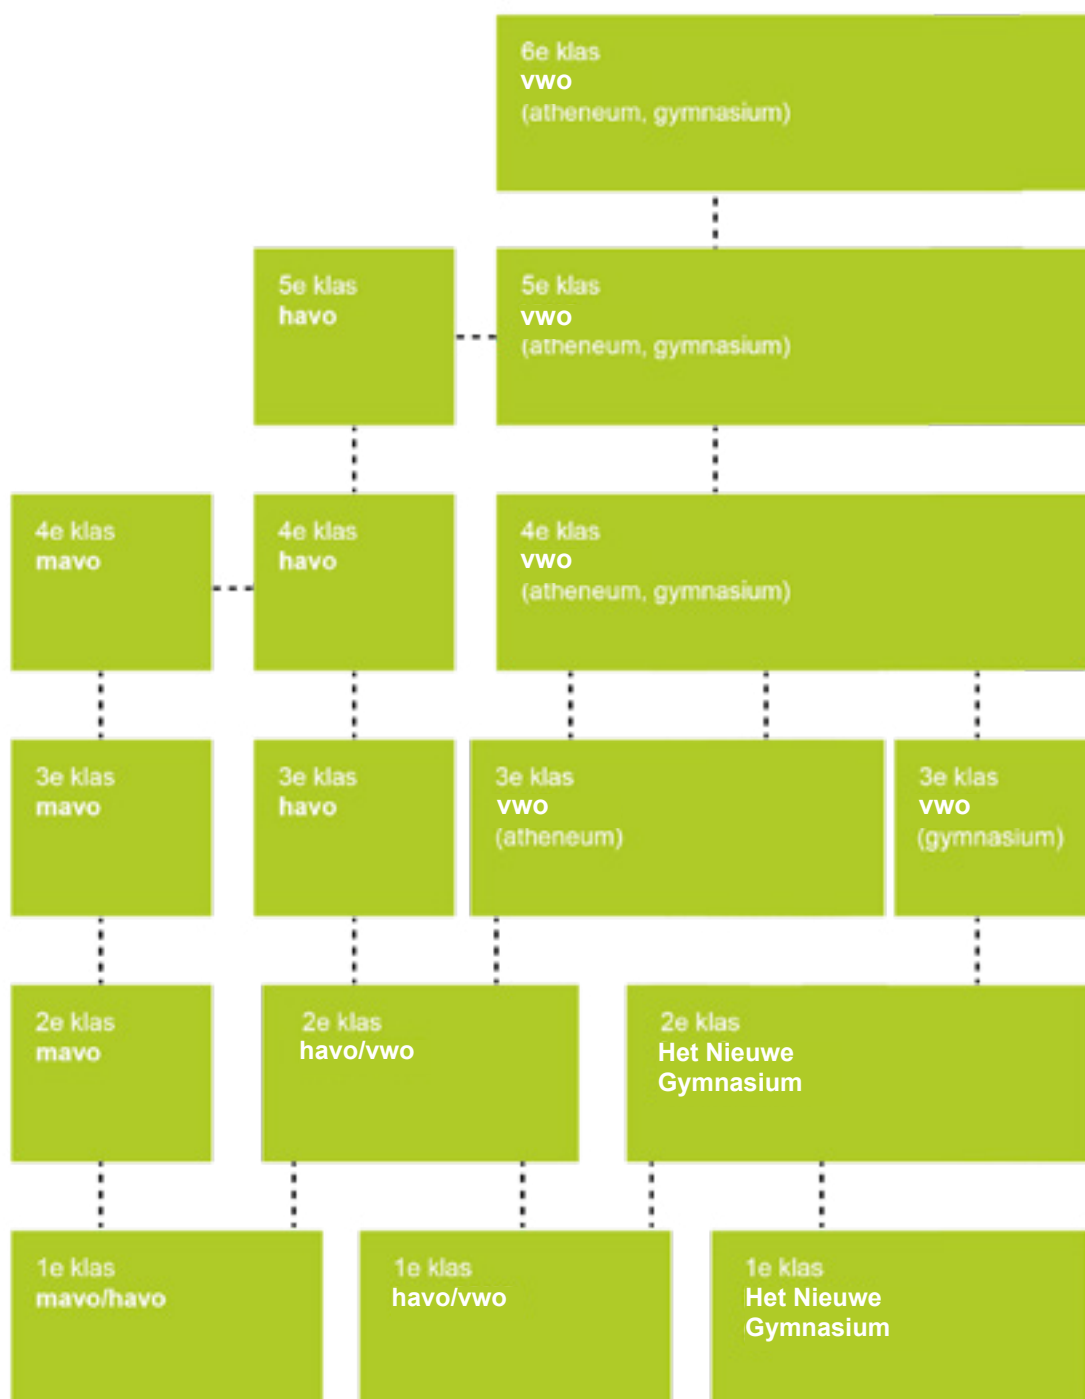 6e klas
vwo
(atheneum, gymnasium)
5e klas
havo
5e klas
vwo
(atheneum, gymnasium)
4e klas
mavo
4e klas
havo
4e klas
vwo
(atheneum, gymnasium)
3e klas
mavo
3e klas
havo
3e klas
vwo
(atheneum)
3e klas
vwo
(gymnasium)
2e klas
mavo
2e klas
havo/vwo
2e klas
Het Nieuwe
Gymnasium
1e klas
mavo/havo
1e klas
havo/vwo
1e klas
Het Nieuwe
Gymnasium